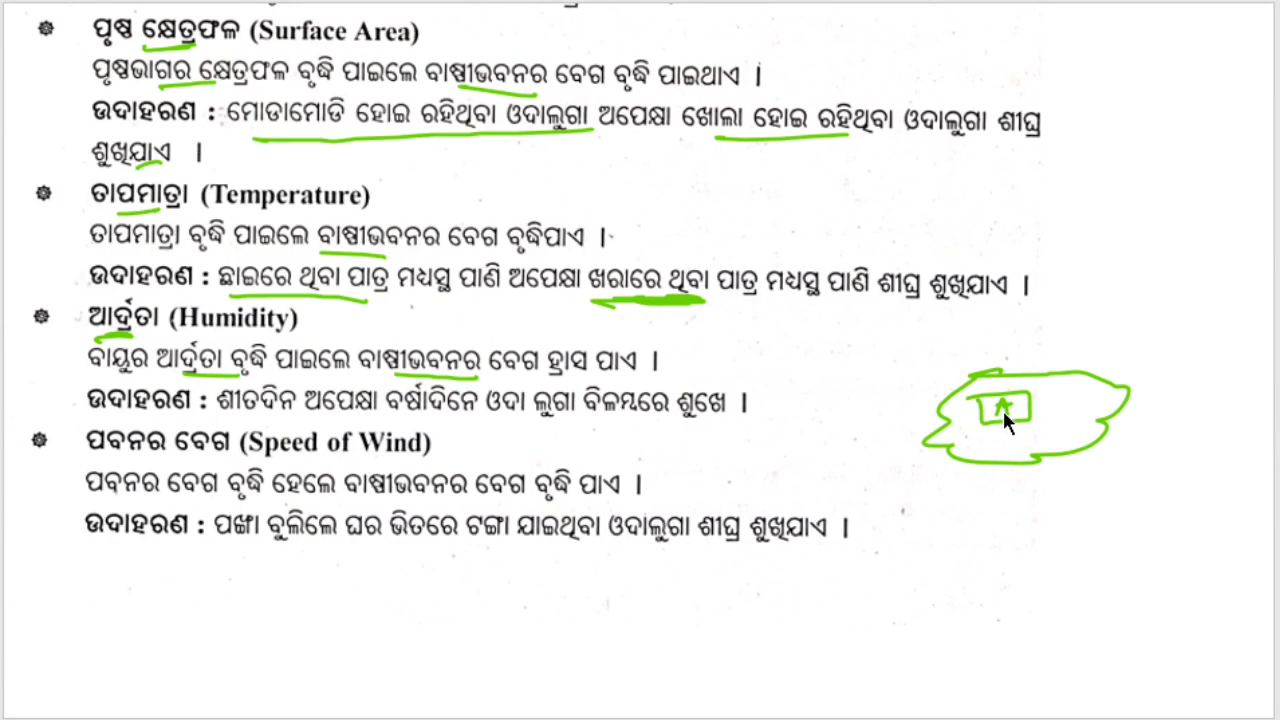 ପୃଷ୍ଠ କ୍ଷେତ୍ରଫଳ (Surface Area)
ପୃଷ୍ଠଭାଗର କ୍ଷେତ୍ରଫଳ ବୃଦ୍ଧି ପାଇଲେ ବାଷ୍ପୀଭବନର ବେଗ ବୃଦ୍ଧି ପାଇଥାଏ ।
ଉଦାହରଣ : ମୋଡାମୋଡି ହୋଇ ରହିଥିବା ଓଦାଲୁଗା ଅପେକ୍ଷା ଖୋଲା ହୋଇ ରହିଥିବା ଓଦାଲୁଗା ଶୀଘ୍ର
ଶୁଖିଯାଏ ।
ତାପମାତ୍ରା (Temperature)
ତାପମାତ୍ରା ବୃଦ୍ଧି ପାଇଲେ ବାଷ୍ପୀଭବନର ବେଗ ବୃଦ୍ଧିପାଏ ।
ଉଦାହରଣ : ଛାଇରେ ଥିବା ପାତ୍ର ମଧ୍ୟସ୍ଥ ପାଣି ଅପେକ୍ଷା ଖରାରେ ଥିବା ପାତ୍ର ମଧ୍ୟସ୍ଥ ପାଣି ଶୀଘ୍ର ଶୁଖିଯାଏ ।
ଆର୍ଦ୍ରତା (Humidity)
ବାୟୁର ଆର୍ଦ୍ରତା ବୃଦ୍ଧି ପାଇଲେ ବାଷ୍ପୀଭବନର ବେଗ ହ୍ରାସ ପାଏ ।
ଉଦାହରଣ : ଶୀତଦିନ ଅପେକ୍ଷା ବର୍ଷାଦିନେ ଓଦା ଲୁଗା ବିଳମ୍ବରେ ଶୁଖେ ।
A
ପବନର ବେଗ (Speed of Wind)
ପବନର ବେଗ ବୃଦ୍ଧି ହେଲେ ବାଷ୍ପୀଭବନର ବେଗ ବୃଦ୍ଧି ପାଏ ।
ଉଦାହରଣ : ପଙ୍ଖା ବୁଲିଲେ ଘର ଭିତରେ ଟଙ୍ଗା ଯାଇଥିବା ଓଦାଲୁଗା ଶୀଘ୍ର ଶୁଖିଯାଏ ।